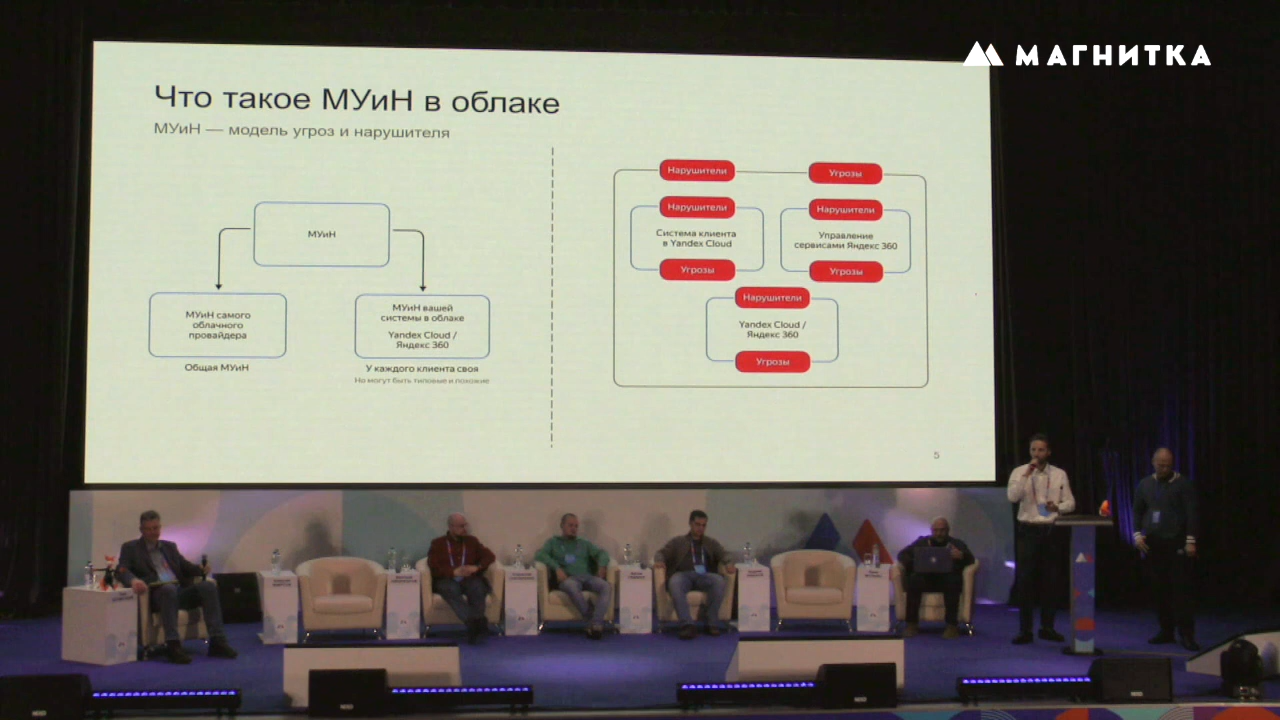 МАГНИТКА
Что такое МУиН в облаке
МУиН — модель угроз и нарушителя
МУиН
МУиН самого
облачного
провайдера
Общая МУиН
МУиН вашей
системы в облаке
Yandex Cloud /
Яндекс 360
У каждого клиента своя
Но могут быть типовые и похожие
Нарушители
Угрозы
Нарушители
Система клиента
в Yandex Cloud
Угрозы
Нарушители
Управление
сервисами Яндекс 360
Угрозы
Нарушители
Yandex Cloud /
Яндекс 360
Угрозы
5